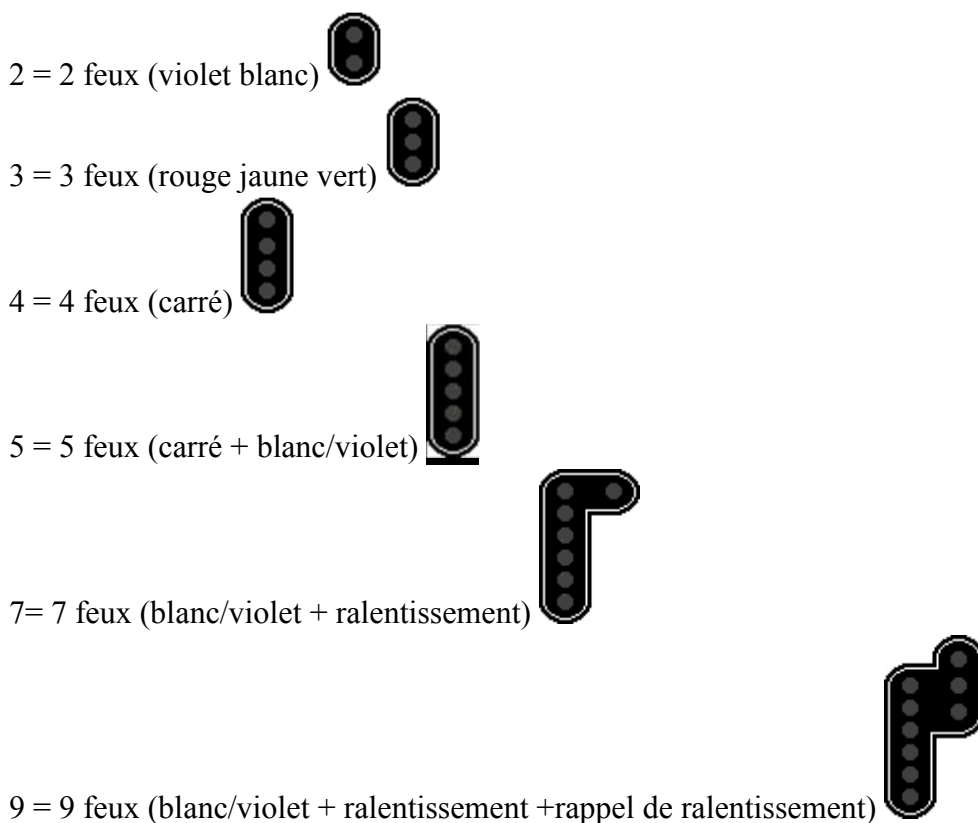 2 = 2 feux (violet blanc)
3 = 3 feux (rouge jaune vert)
4 = 4 feux (carré)
5 = 5 feux (carré + blanc/violet)
7= 7 feux (blanc/violet + ralentissement)
9 = 9 feux (blanc/violet + ralentissement +rappel de ralentissement)